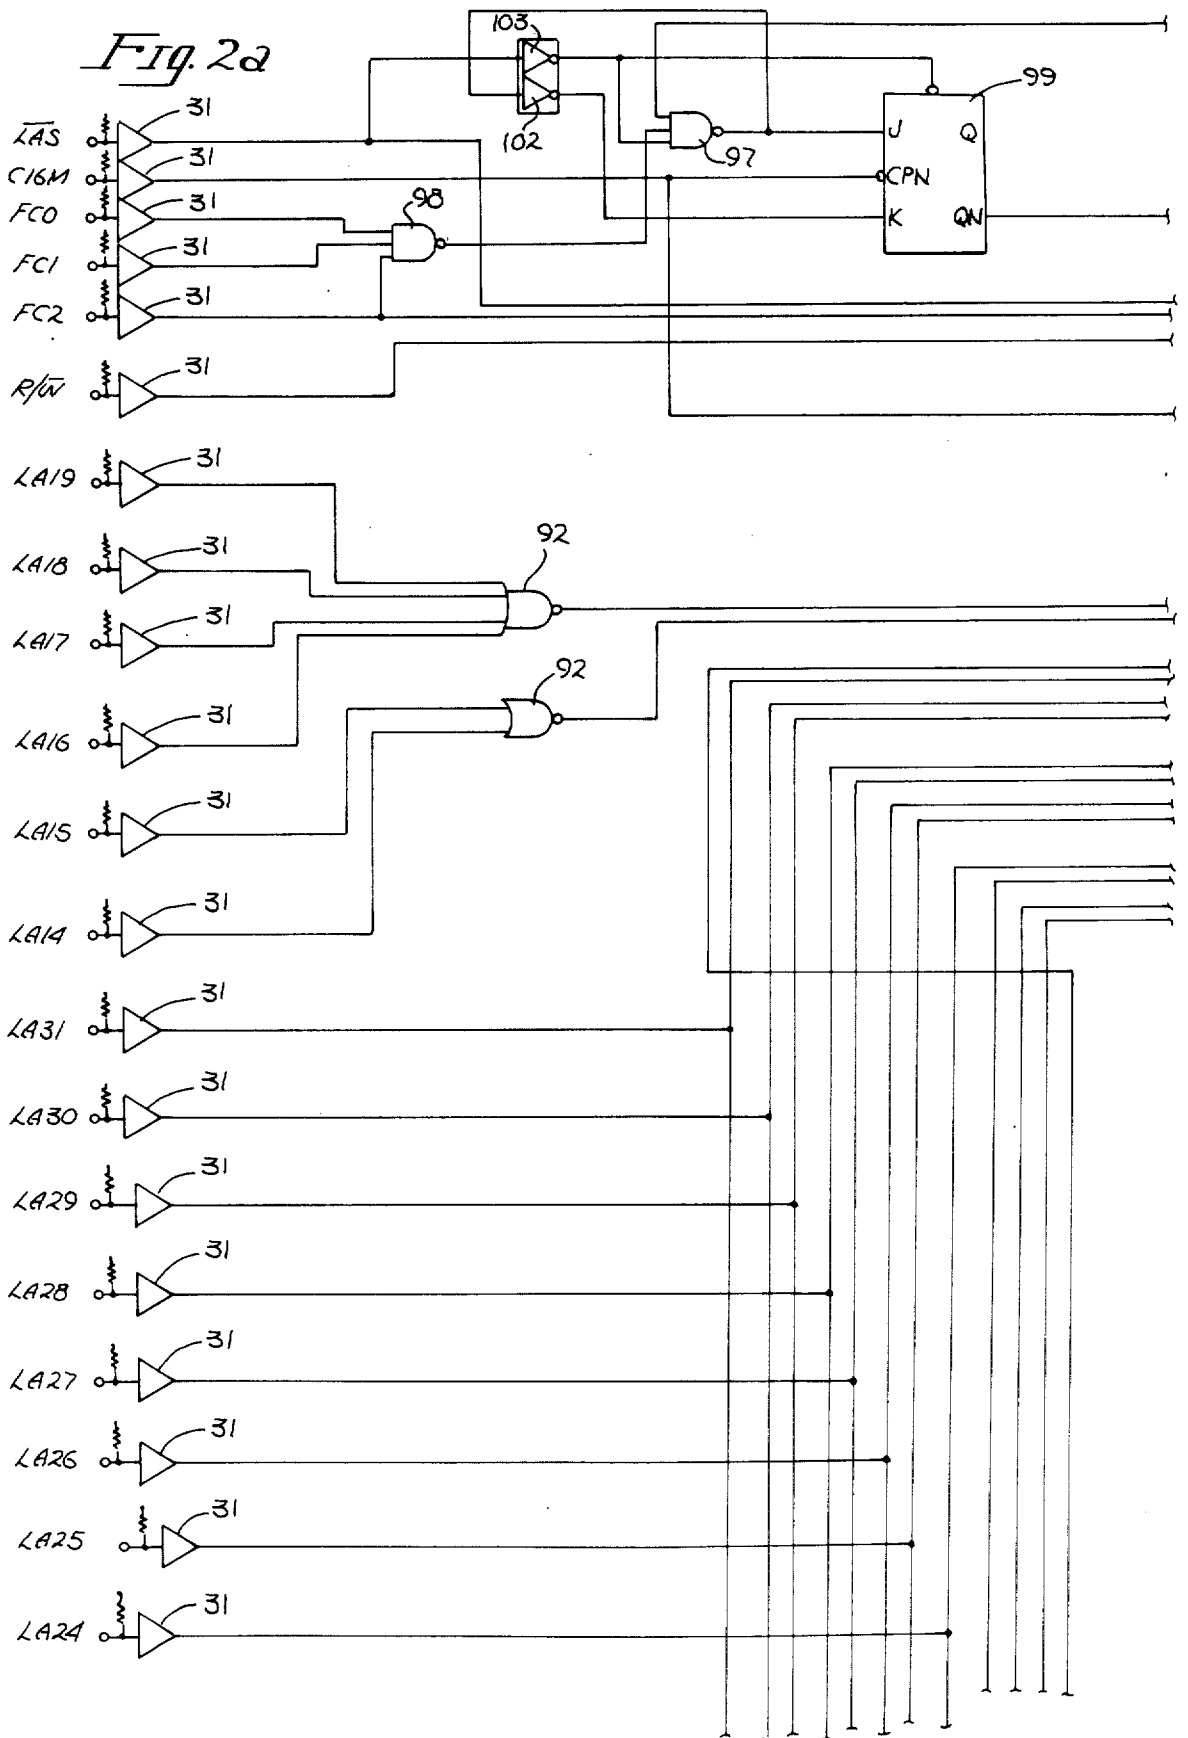 Fig. 2a
103
102
99
97
98
J Q
CPN
K QN
L̅A̅S̅ 31
C16M 31
FC0 31
FC1 31
FC2 31
R/W̅ 31
LA19 31
LA18 31
92
LA17 31
92
LA16 31
LA15 31
LA14 31
LA31 31
LA30 31
LA29 31
LA28 31
LA27 31
LA26 31
LA25 31
LA24 31